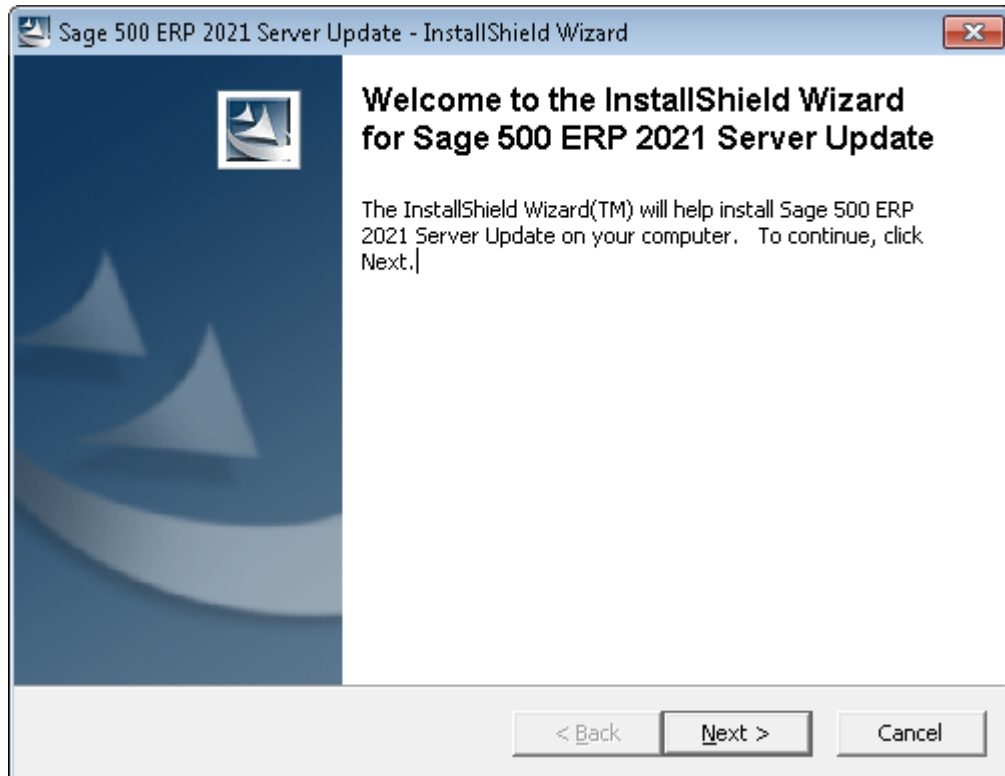 Sage 500 ERP 2021 Server Update - InstallShield Wizard
Welcome to the InstallShield Wizard
for Sage 500 ERP 2021 Server Update
The InstallShield Wizard(TM) will help install Sage 500 ERP
2021 Server Update on your computer.   To continue, click
Next.
< Back
Next >
Cancel